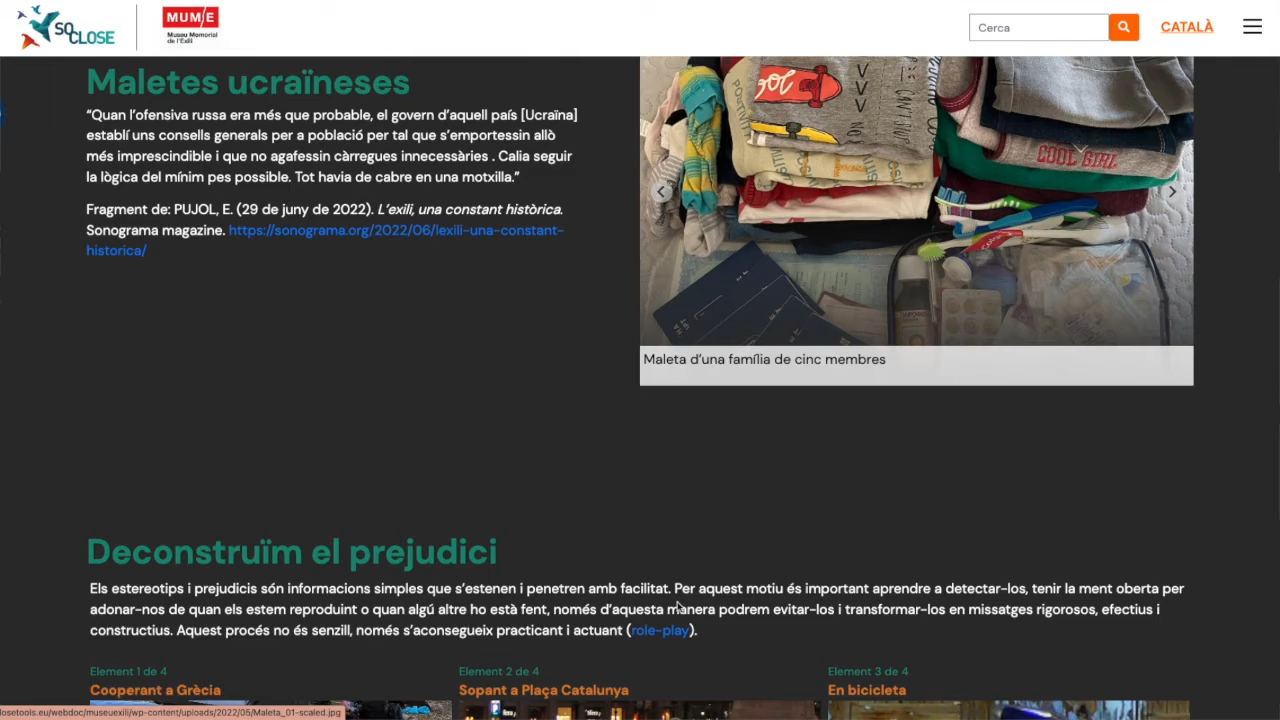 SO CLOSE
MUM/E
Museu Memorial
de l'Exili
Cerca
CATALÀ
Maletes ucraïneses
“Quan l’ofensiva russa era més que probable, el govern d’aquell país [Ucraïna]
establí uns consells generals per a població per tal que s’emportessin allò
més imprescindible i que no agafessin càrregues innecessàries . Calia seguir
la lògica del mínim pes possible. Tot havia de cabre en una motxilla.”
Fragment de: PUJOL, E. (29 de juny de 2022). L’exili, una constant històrica.
Sonograma magazine. https://sonograma.org/2022/06/lexili-una-constant-
historica/
COOL GIRL
Maleta d’una família de cinc membres
Deconstruïm el prejudici
Els estereotips i prejudicis són informacions simples que s’estenen i penetren amb facilitat. Per aquest motiu és important aprendre a detectar-los, tenir la ment oberta per
adonar-nos de quan els estem reproduint o quan algú altre ho està fent, només d’aquesta manera podrem evitar-los i transformar-los en missatges rigorosos, efectius i
constructius. Aquest procés no és senzill, només s’aconsegueix practicant i actuant (role-play).
Element 1 de 4
Cooperant a Grècia
Element 2 de 4
Sopant a Plaça Catalunya
Element 3 de 4
En bicicleta
losetools.eu/webdoc/museuexili/wp-content/uploads/2022/05/Maleta_01-scaled.jpg